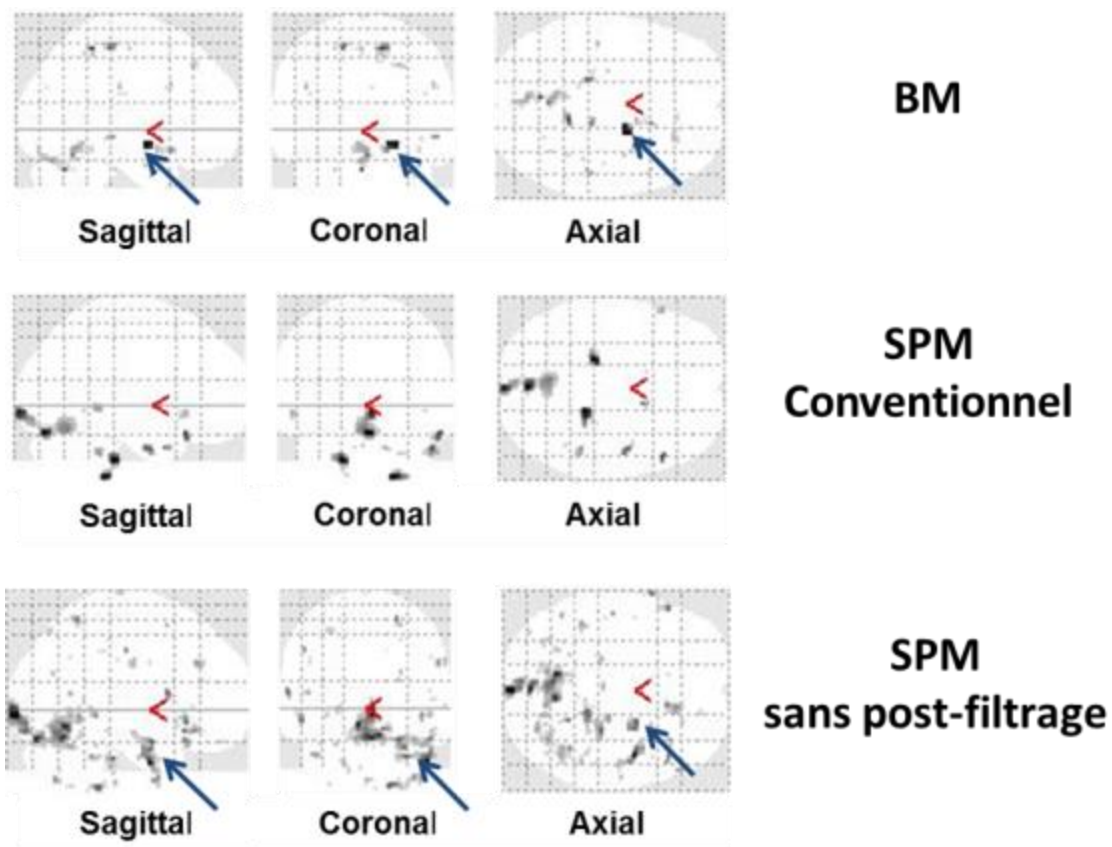 BM
Sagittal Coronal Axial
SPM
Conventionnel
Sagittal Coronal Axial
SPM
sans post-filtrage
Sagittal Coronal Axial